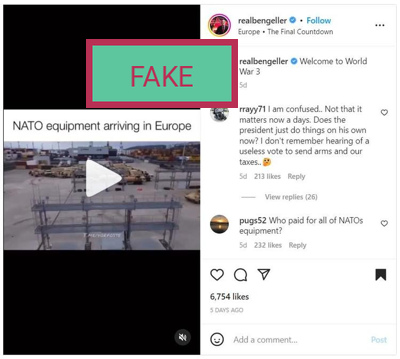 realbengeller • Follow
Europe • The Final Countdown
FAKE
realbengeller Welcome to World
War 3
5d
NATO equipment arriving in Europe
rrayy71 I am confused.. Not that it
matters now a days. Does the
president just do things on his own
now? I don't remember hearing of a
useless vote to send arms and our
taxes..
5d 213 likes Reply
View replies (26)
pugs52 Who paid for all of NATOs
equipment?
5d 232 likes Reply
6,754 likes
5 DAYS AGO
Add a comment...
Post